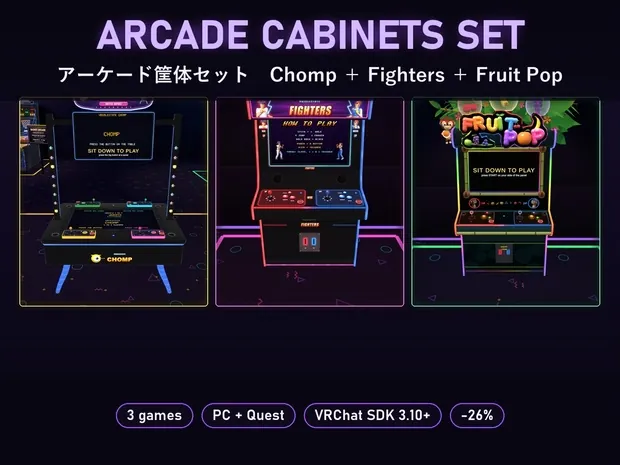 ARCADE CABINETS SET
アーケード筐体セット Chomp + Fighters + Fruit Pop
CHOMP
SIT DOWN TO PLAY
CHOMP
FIGHTERS
HOW TO PLAY
FIGHTERS
FRUIT POP
SIT DOWN TO PLAY
3 games
PC + Quest
VRChat SDK 3.10+
-26%